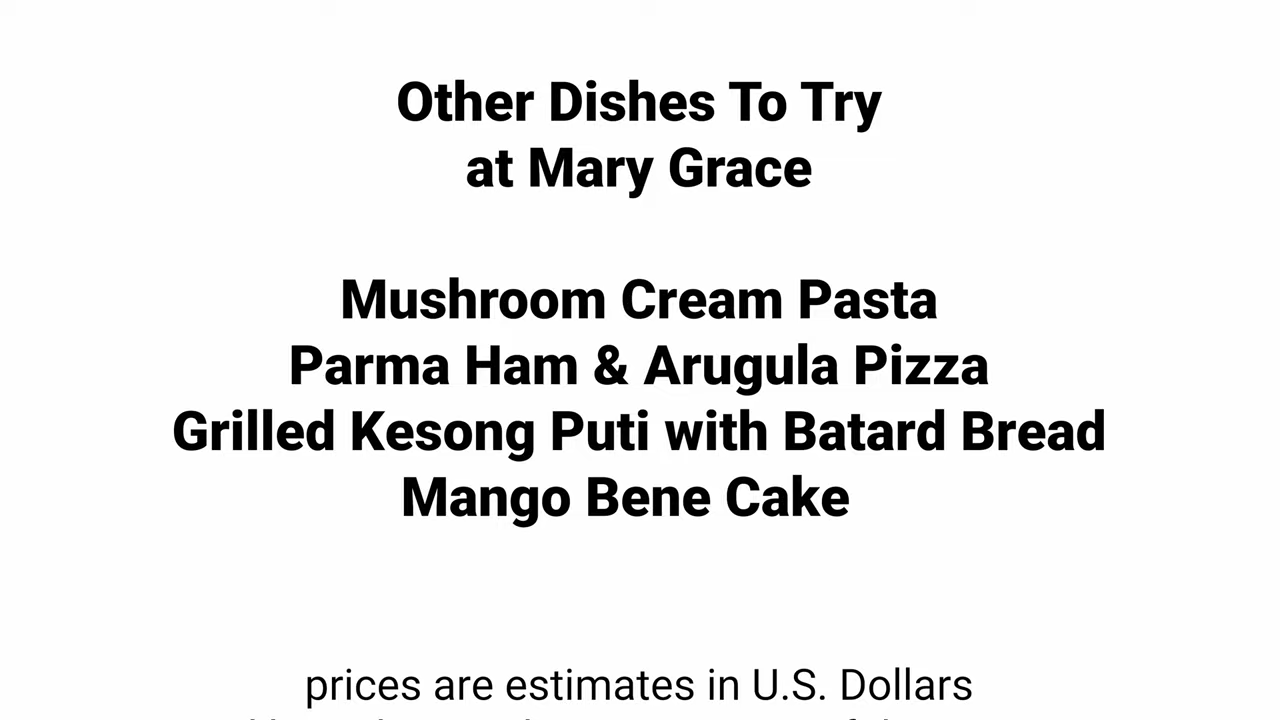 Other Dishes To Try
at Mary Grace
Mushroom Cream Pasta
Parma Ham & Arugula Pizza
Grilled Kesong Puti with Batard Bread
Mango Bene Cake
prices are estimates in U.S. Dollars